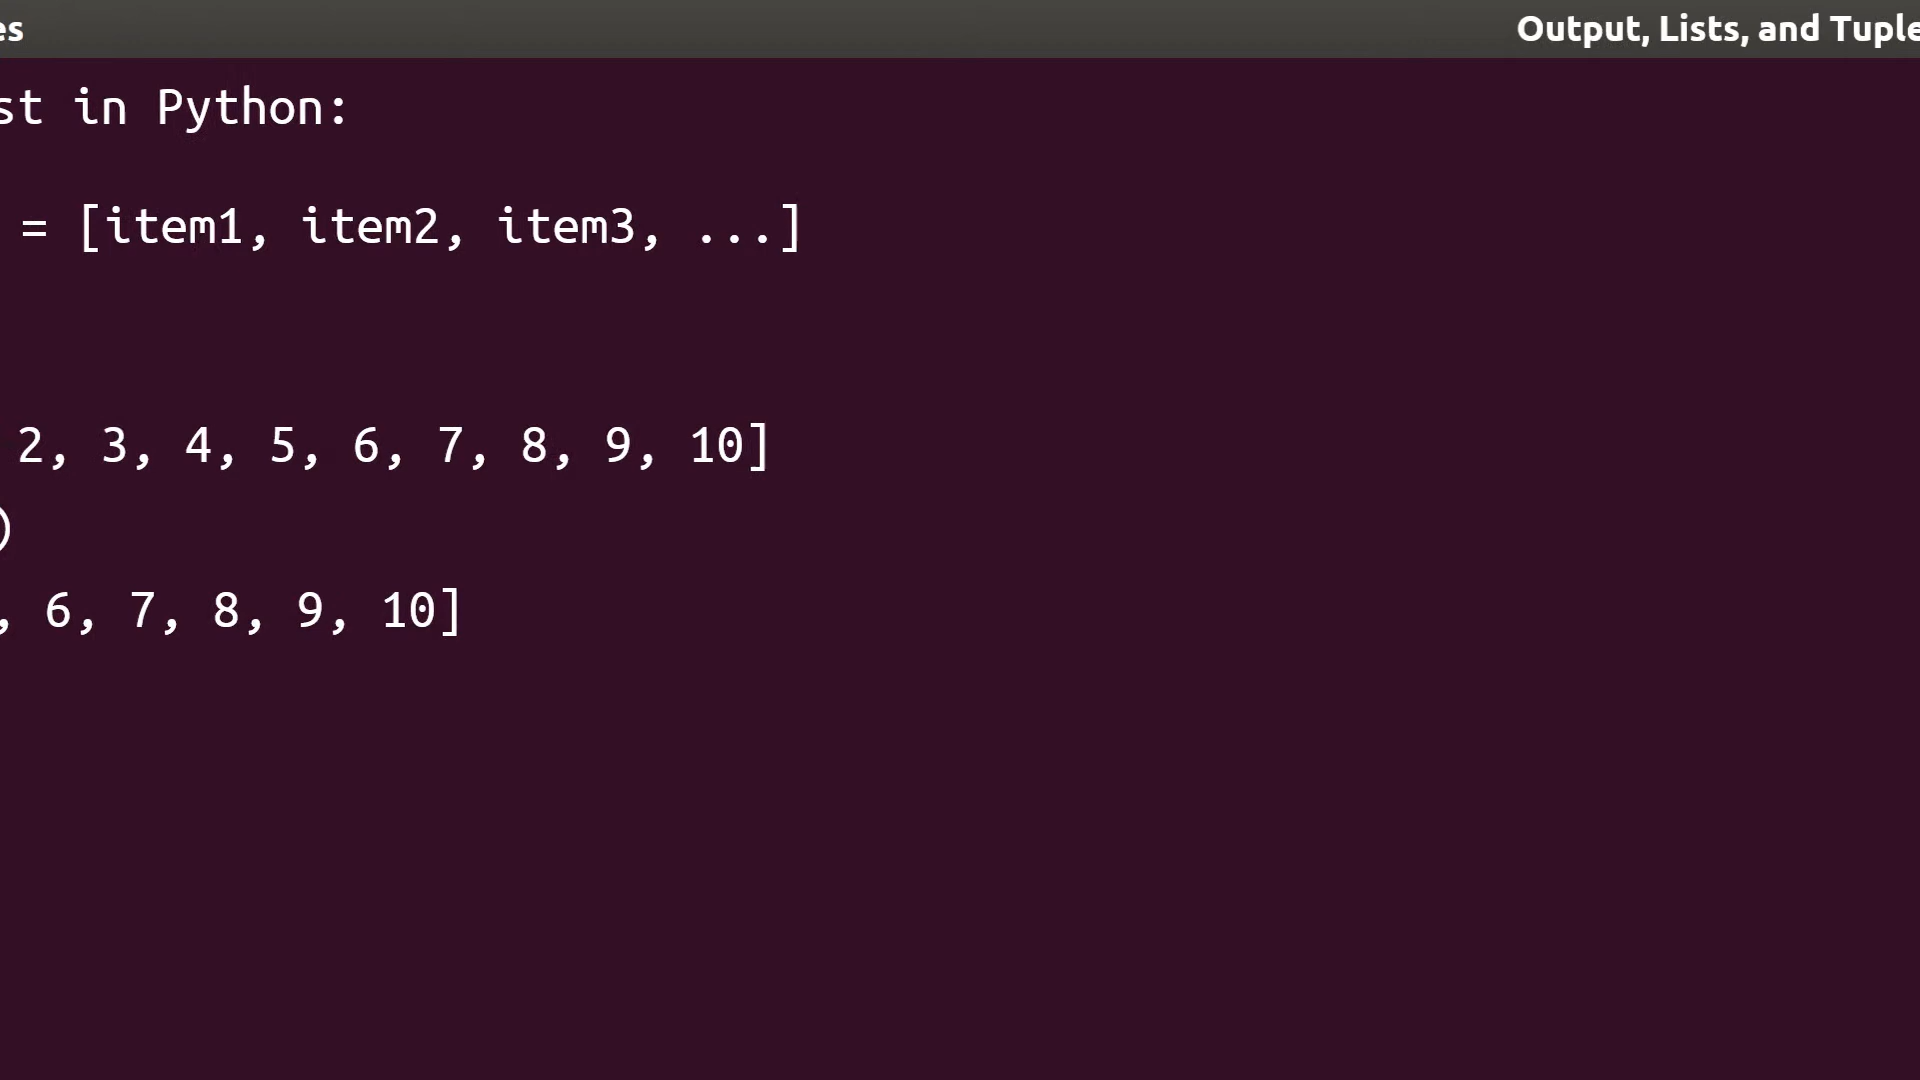 es
Output, Lists, and Tuple
st in Python:
= [item1, item2, item3, ...]
2, 3, 4, 5, 6, 7, 8, 9, 10]
)
, 6, 7, 8, 9, 10]